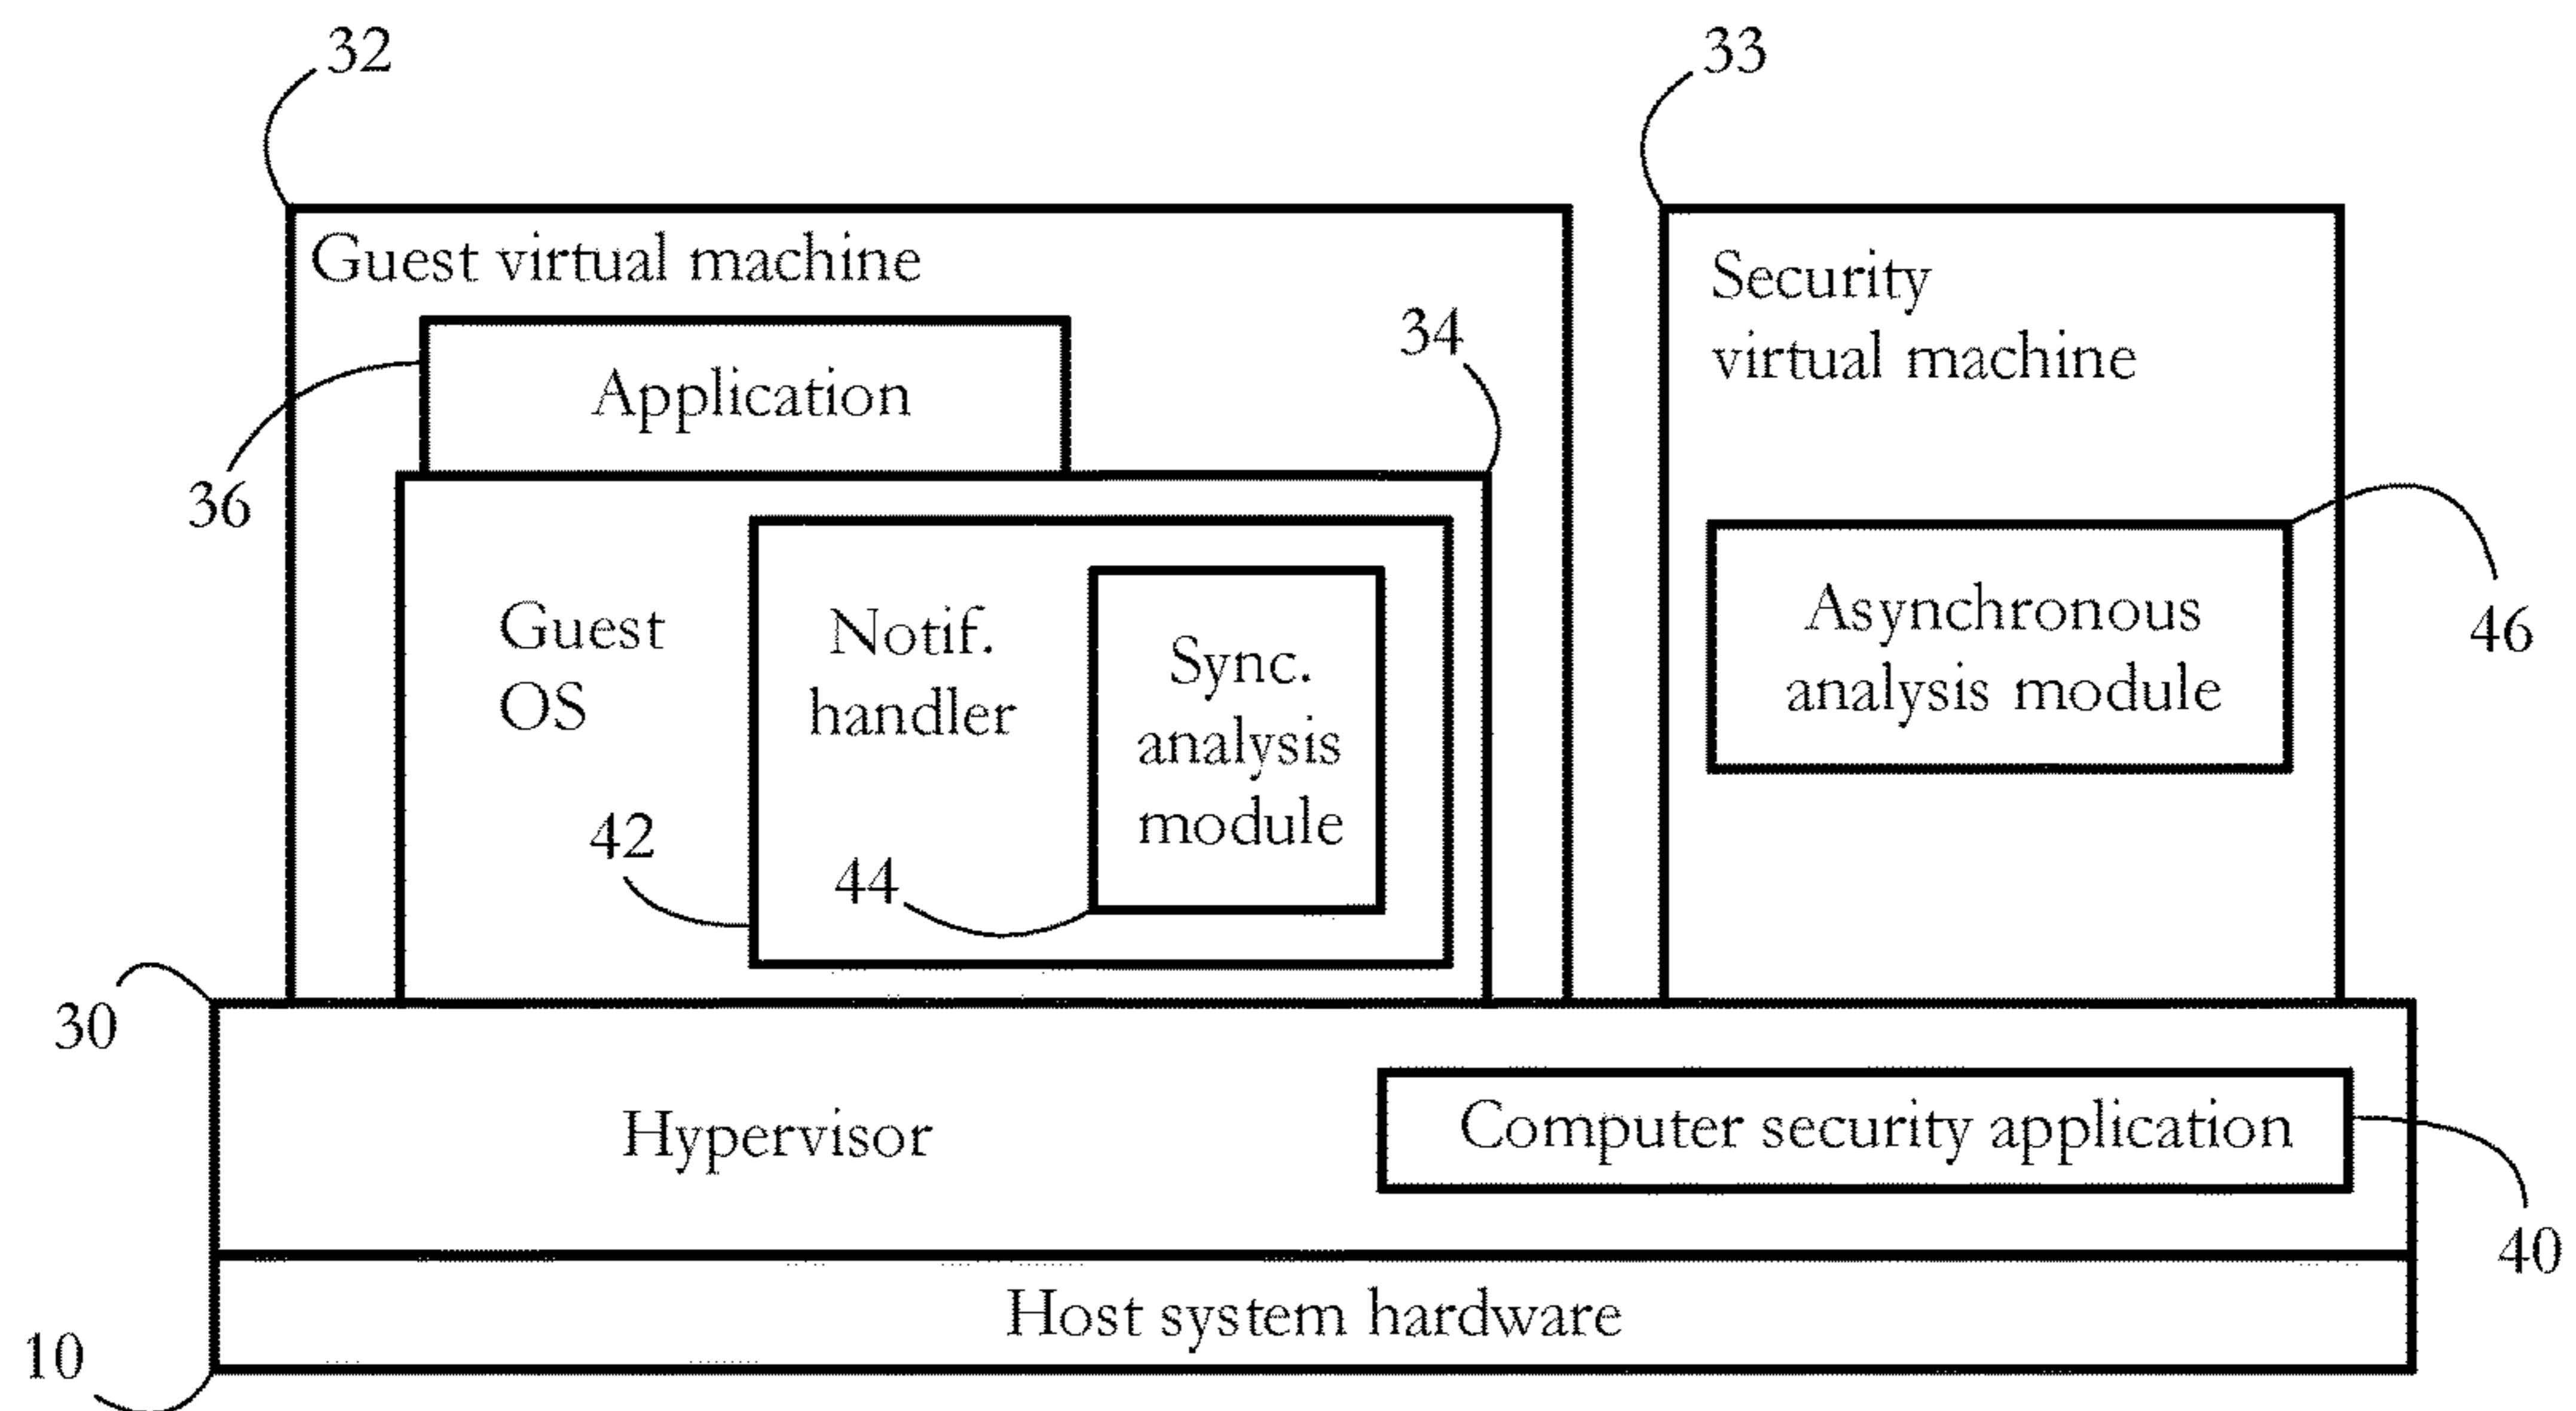 32
33
Guest virtual machine
Security
virtual machine
34
Application
36
Guest
OS
Notif.
handler
Sync.
analysis
module
Asynchronous
analysis module
46
42
44
30
Hypervisor
Computer security application
40
Host system hardware
10